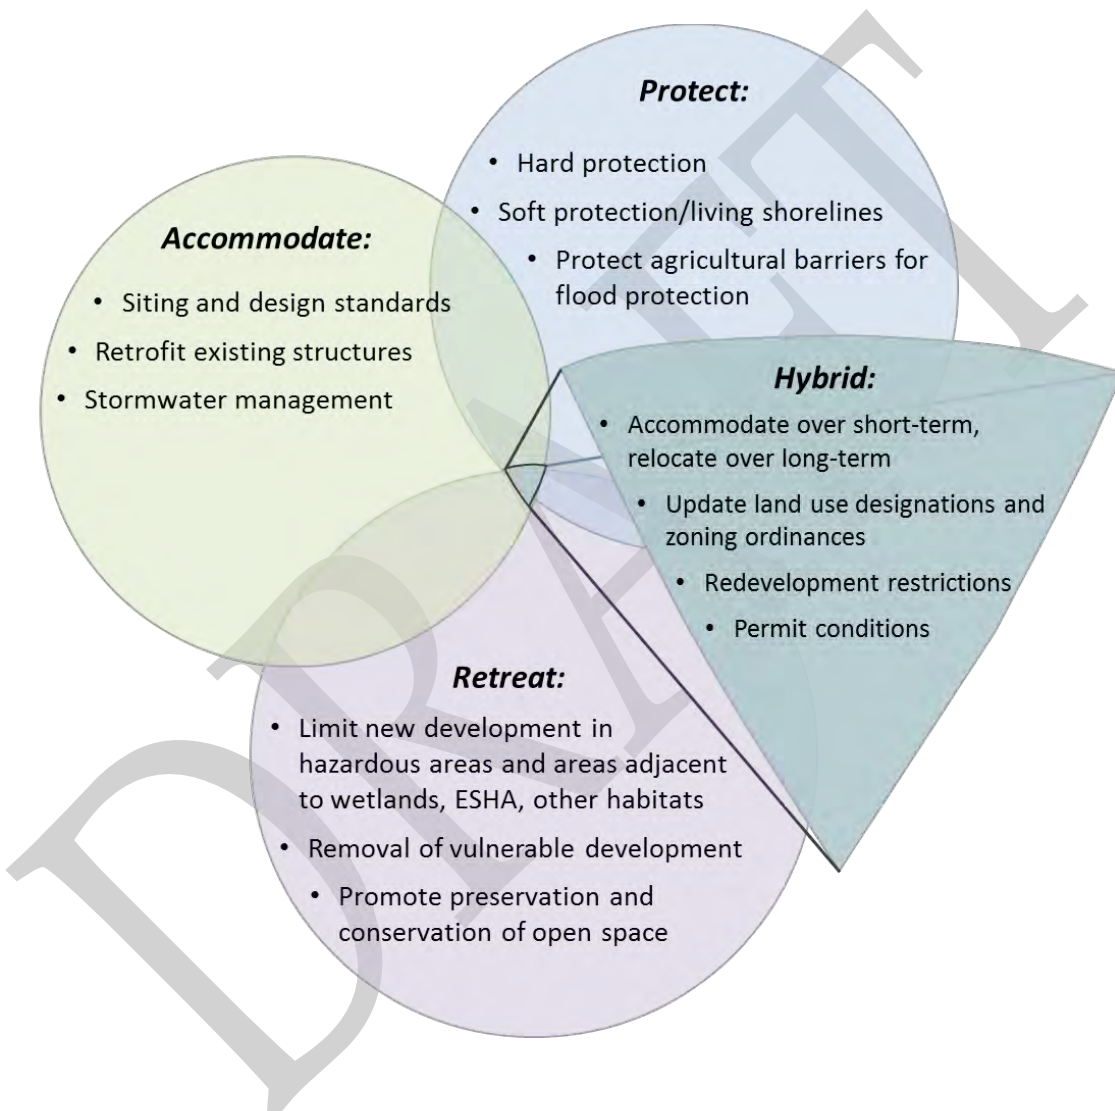 Protect:
• Hard protection
• Soft protection/living shorelines
• Protect agricultural barriers for
flood protection
Accommodate:
• Siting and design standards
• Retrofit existing structures
• Stormwater management
Hybrid:
• Accommodate over short-term,
relocate over long-term
• Update land use designations and
zoning ordinances
• Redevelopment restrictions
• Permit conditions
Retreat:
• Limit new development in
hazardous areas and areas adjacent
to wetlands, ESHA, other habitats
• Removal of vulnerable development
• Promote preservation and
conservation of open space
DRAFT